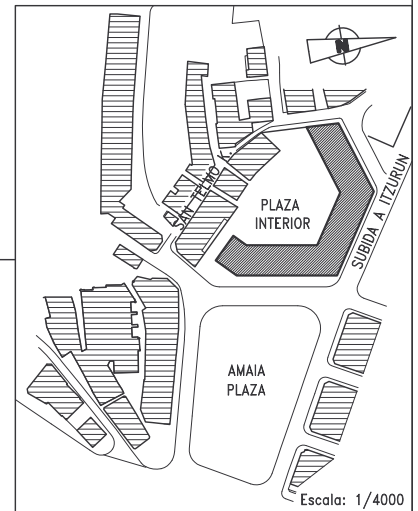 N
SAN TELMO K.
PLAZA
INTERIOR
SUBIDA A ITZURUN
AMAIA
PLAZA
Escala: 1/4000